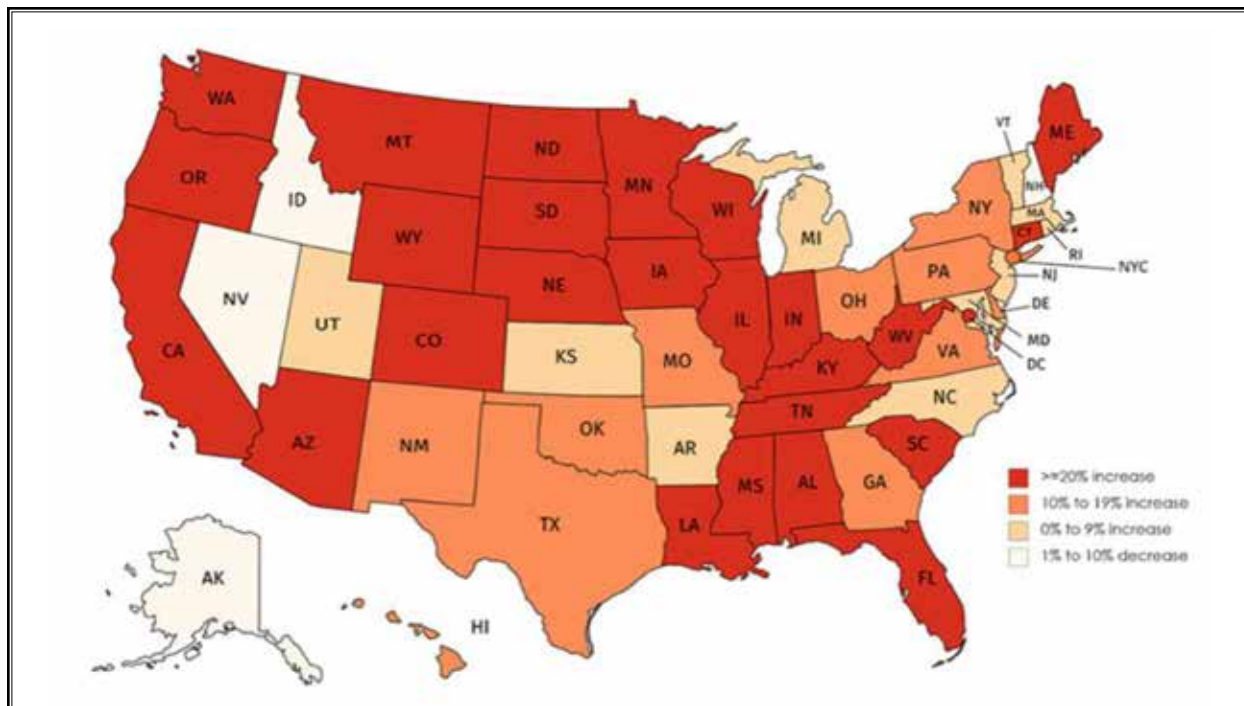 WA
MT
ND
MN
ME
VT
OR
ID
SD
WI
NY
NH
MA
CT
RI
WY
MI
NYC
IA
PA
NJ
NE
NV
OH
DE
IL
IN
UT
CO
WV
MD
CA
KS
MO
VA
DC
KY
NC
TN
OK
AZ
NM
AR
SC
>=20% increase
MS
AL
GA
10% to 19% increase
TX
LA
0% to 9% increase
1% to 10% decrease
AK
FL
HI